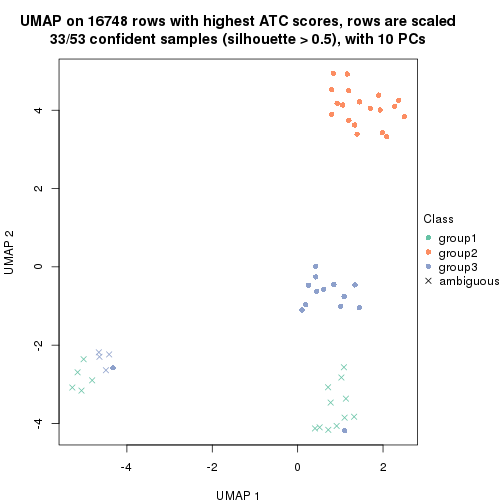 UMAP on 16748 rows with highest ATC scores, rows are scaled
33/53 confident samples (silhouette > 0.5), with 10 PCs
4
2
0
-2
-4
UMAP 2
-4
-2
0
2
UMAP 1
Class
group1
group2
group3
ambiguous